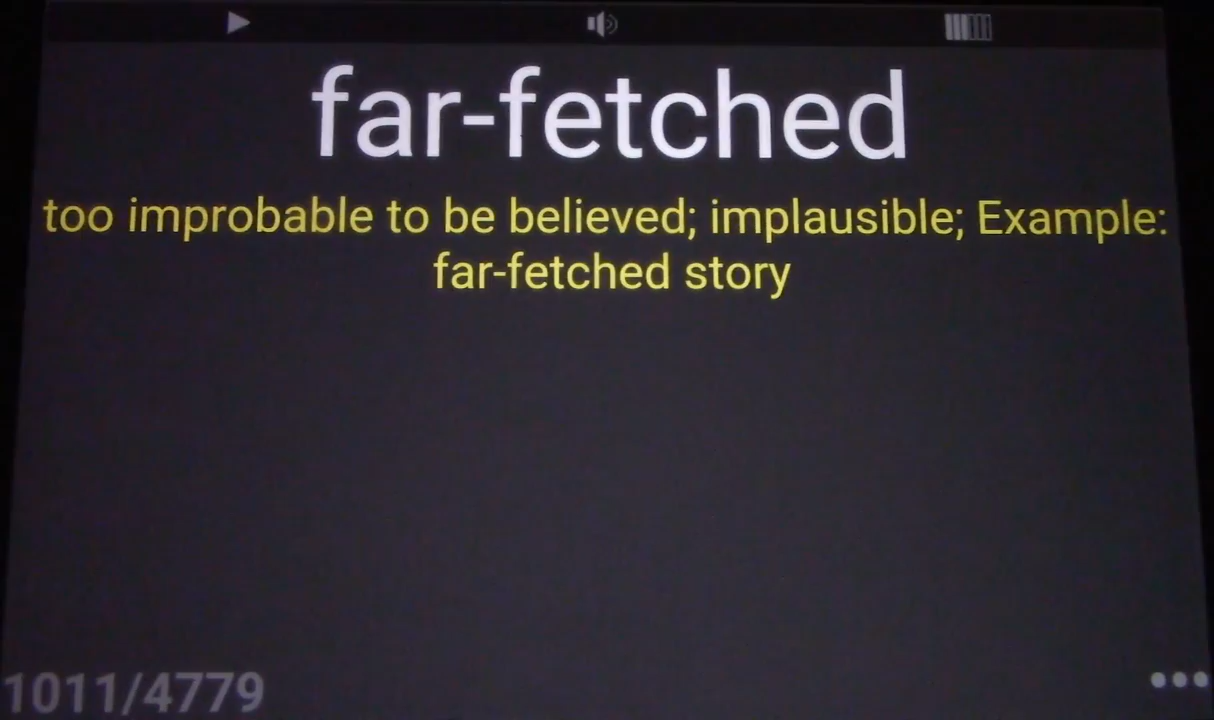 far-fetched
too improbable to be believed; implausible; Example:
far-fetched story
1011/4779